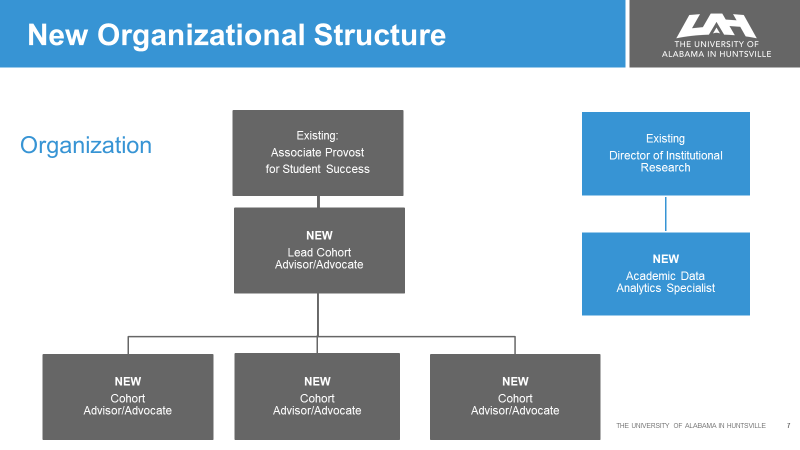 New Organizational Structure
UAH
THE UNIVERSITY OF
ALABAMA IN HUNTSVILLE
Organization
Existing:
Associate Provost
for Student Success
NEW
Lead Cohort
Advisor/Advocate
NEW
Cohort
Advisor/Advocate
NEW
Cohort
Advisor/Advocate
NEW
Cohort
Advisor/Advocate
Existing
Director of Institutional
Research
NEW
Academic Data
Analytics Specialist
THE UNIVERSITY OF ALABAMA IN HUNTSVILLE
7